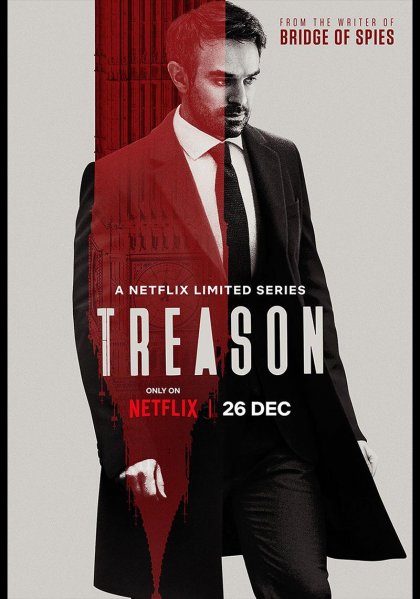 FROM THE WRITER OF
BRIDGE OF SPIES
A NETFLIX LIMITED SERIES
TREASON
ONLY ON
NETFLIX | 26 DEC